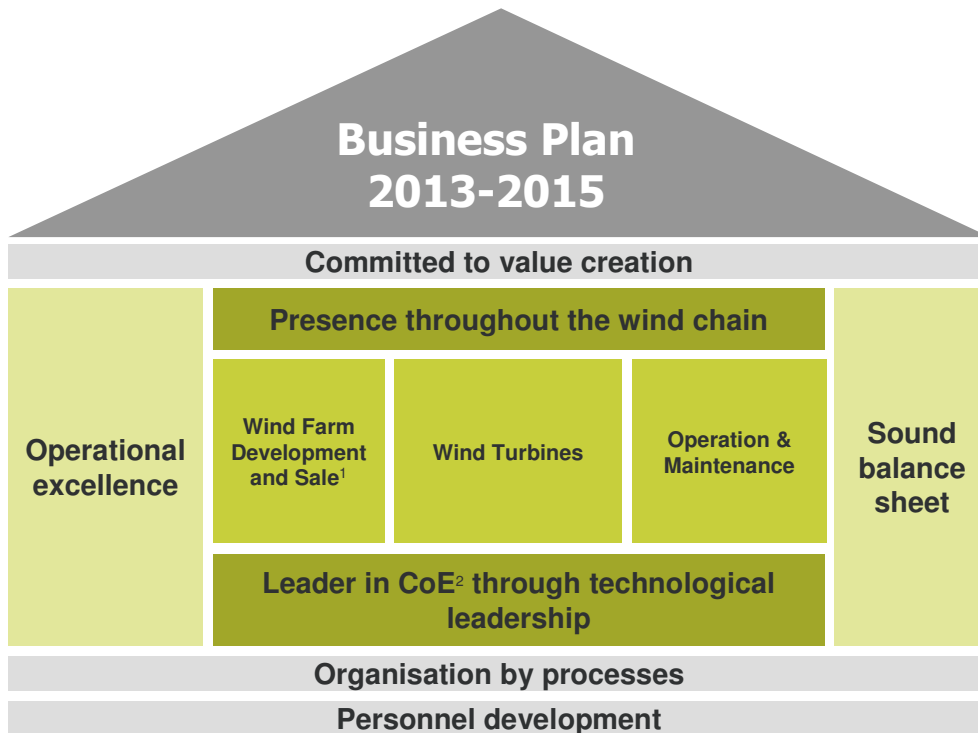 Business Plan
2013-2015
Committed to value creation
Operational
excellence
Presence throughout the wind chain
Wind Farm
Development
and Sale¹
Wind Turbines
Operation &
Maintenance
Leader in CoE² through technological
leadership
Sound
balance
sheet
Organisation by processes
Personnel development